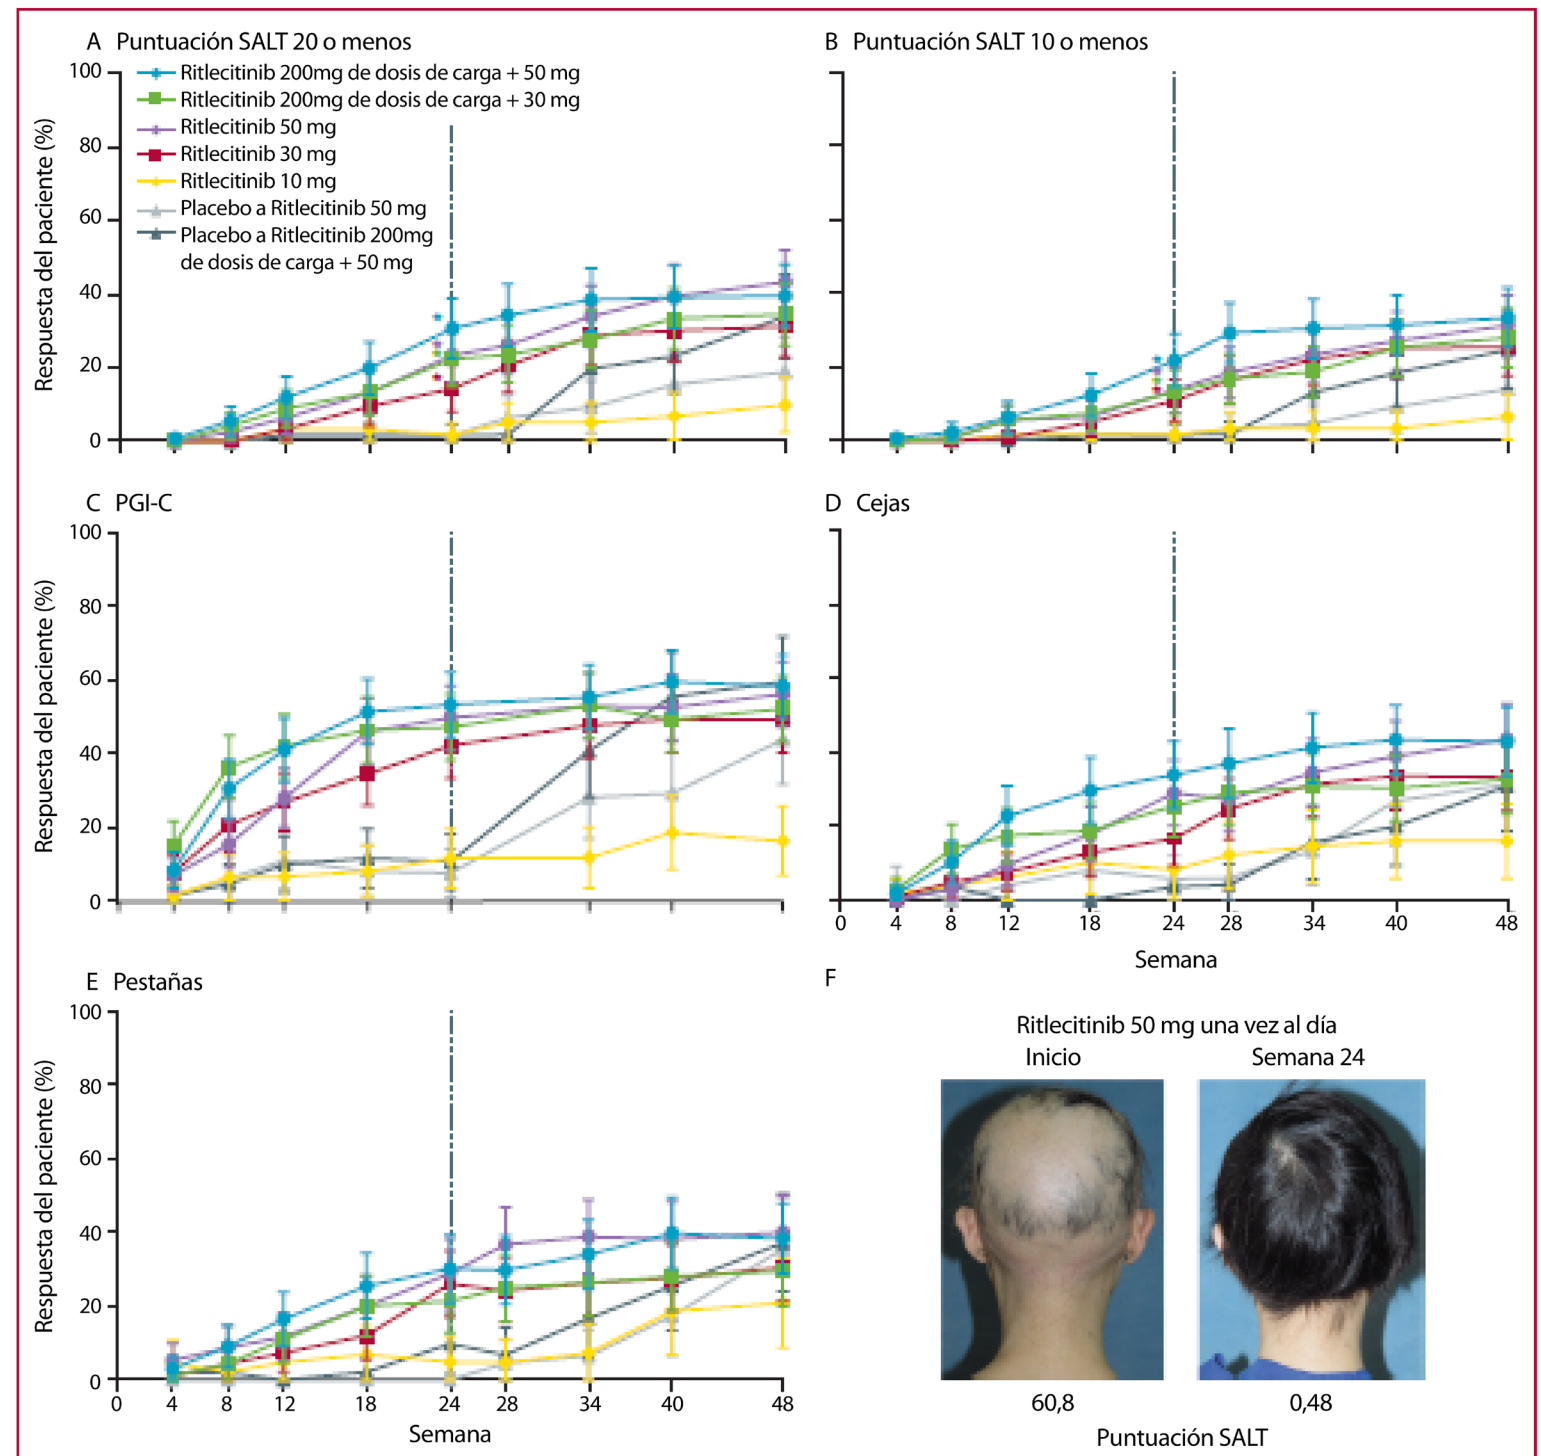 A Puntuación SALT 20 o menos
Respuesta del paciente (%)
100
80
60
40
20
0
Ritlecitinib 200mg de dosis de carga + 50 mg
Ritlecitinib 200mg de dosis de carga + 30 mg
Ritlecitinib 50 mg
Ritlecitinib 30 mg
Ritlecitinib 10 mg
Placebo a Ritlecitinib 50 mg
Placebo a Ritlecitinib 200mg
de dosis de carga + 50 mg
B Puntuación SALT 10 o menos
C PGI-C
Respuesta del paciente (%)
100
80
60
40
20
0
D Cejas
0 4 8 12 18 24 28 34 40 48
Semana
E Pestañas
Respuesta del paciente (%)
100
80
60
40
20
0
0 4 8 12 18 24 28 34 40 48
Semana
F
Ritlecitinib 50 mg una vez al día
Inicio Semana 24
60,8 0,48
Puntuación SALT